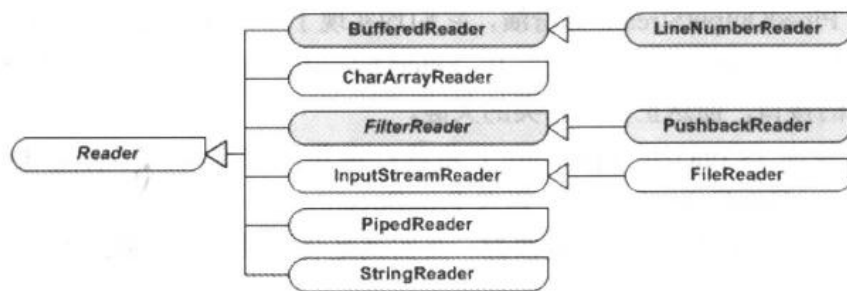 BufferedReader
LineNumberReader
CharArrayReader
FilterReader
PushbackReader
Reader
InputStreamReader
FileReader
PipedReader
StringReader